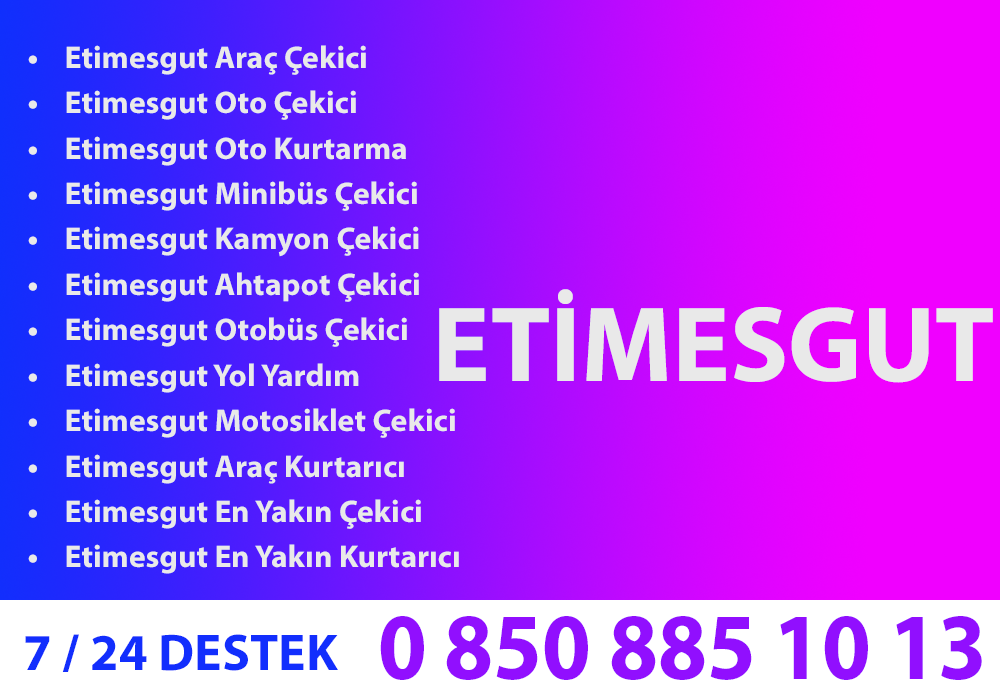 • Etimesgut Araç Çekici
• Etimesgut Oto Çekici
• Etimesgut Oto Kurtarma
• Etimesgut Minibüs Çekici
• Etimesgut Kamyon Çekici
• Etimesgut Ahtapot Çekici
• Etimesgut Otobüs Çekici
• Etimesgut Yol Yardım
• Etimesgut Motosiklet Çekici
• Etimesgut Araç Kurtarıcı
• Etimesgut En Yakın Çekici
• Etimesgut En Yakın Kurtarıcı
ETİMESGUT
7 / 24 DESTEK 0 850 885 10 13